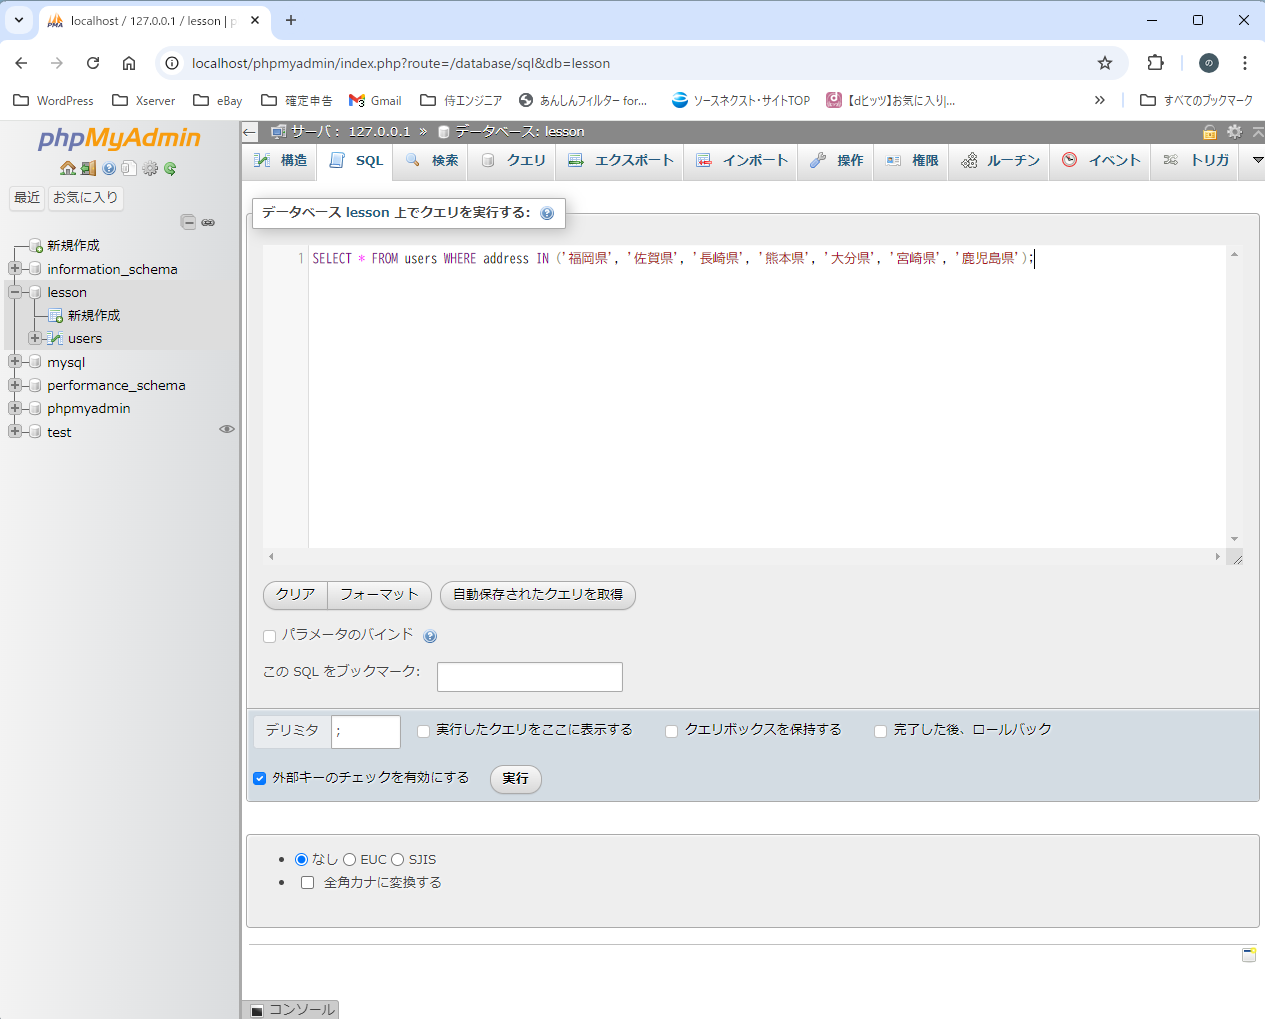 localhost / 127.0.0.1 / lesson | p
localhost/phpmyadmin/index.php?route=/database/sql&db=lesson
の
WordPress Xserver eBay 確定申告 Gmail 侍エンジニア あんしんフィルター for... ソースネクスト・サイトTOP 【dヒッツ】お気に入り|... すべてのブックマーク
phpMyAdmin
最近 お気に入り
新規作成
information_schema
lesson
新規作成
users
mysql
performance_schema
phpmyadmin
test
サーバ: 127.0.0.1 » データベース: lesson
構造 SQL 検索 クエリ エクスポート インポート 操作 権限 ルーチン イベント トリガ
データベース lesson 上でクエリを実行する:
1 SELECT * FROM users WHERE address IN ('福岡県', '佐賀県', '長崎県', '熊本県', '大分県', '宮崎県', '鹿児島県');
クリア フォーマット 自動保存されたクエリを取得
パラメータのバインド
この SQL をブックマーク:
デリミタ ; 実行したクエリをここに表示する クエリボックスを保持する 完了した後、ロールバック
外部キーのチェックを有効にする 実行
なし EUC SJIS
全角カナに変換する
コンソール